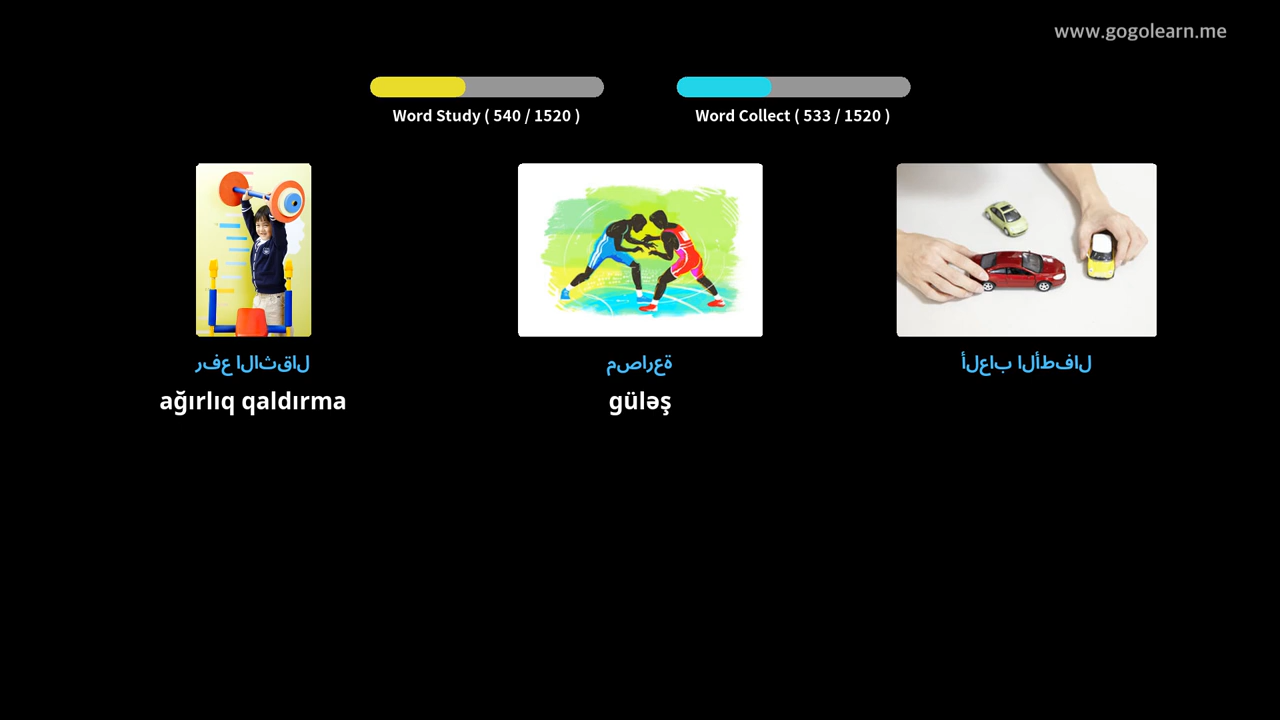 www.gogolearn.me
Word Study ( 540 / 1520 )
Word Collect ( 533 / 1520 )
رفع الاثقال
مصارعة
ألعاب الأطفال
ağırlıq qaldırma
güləş